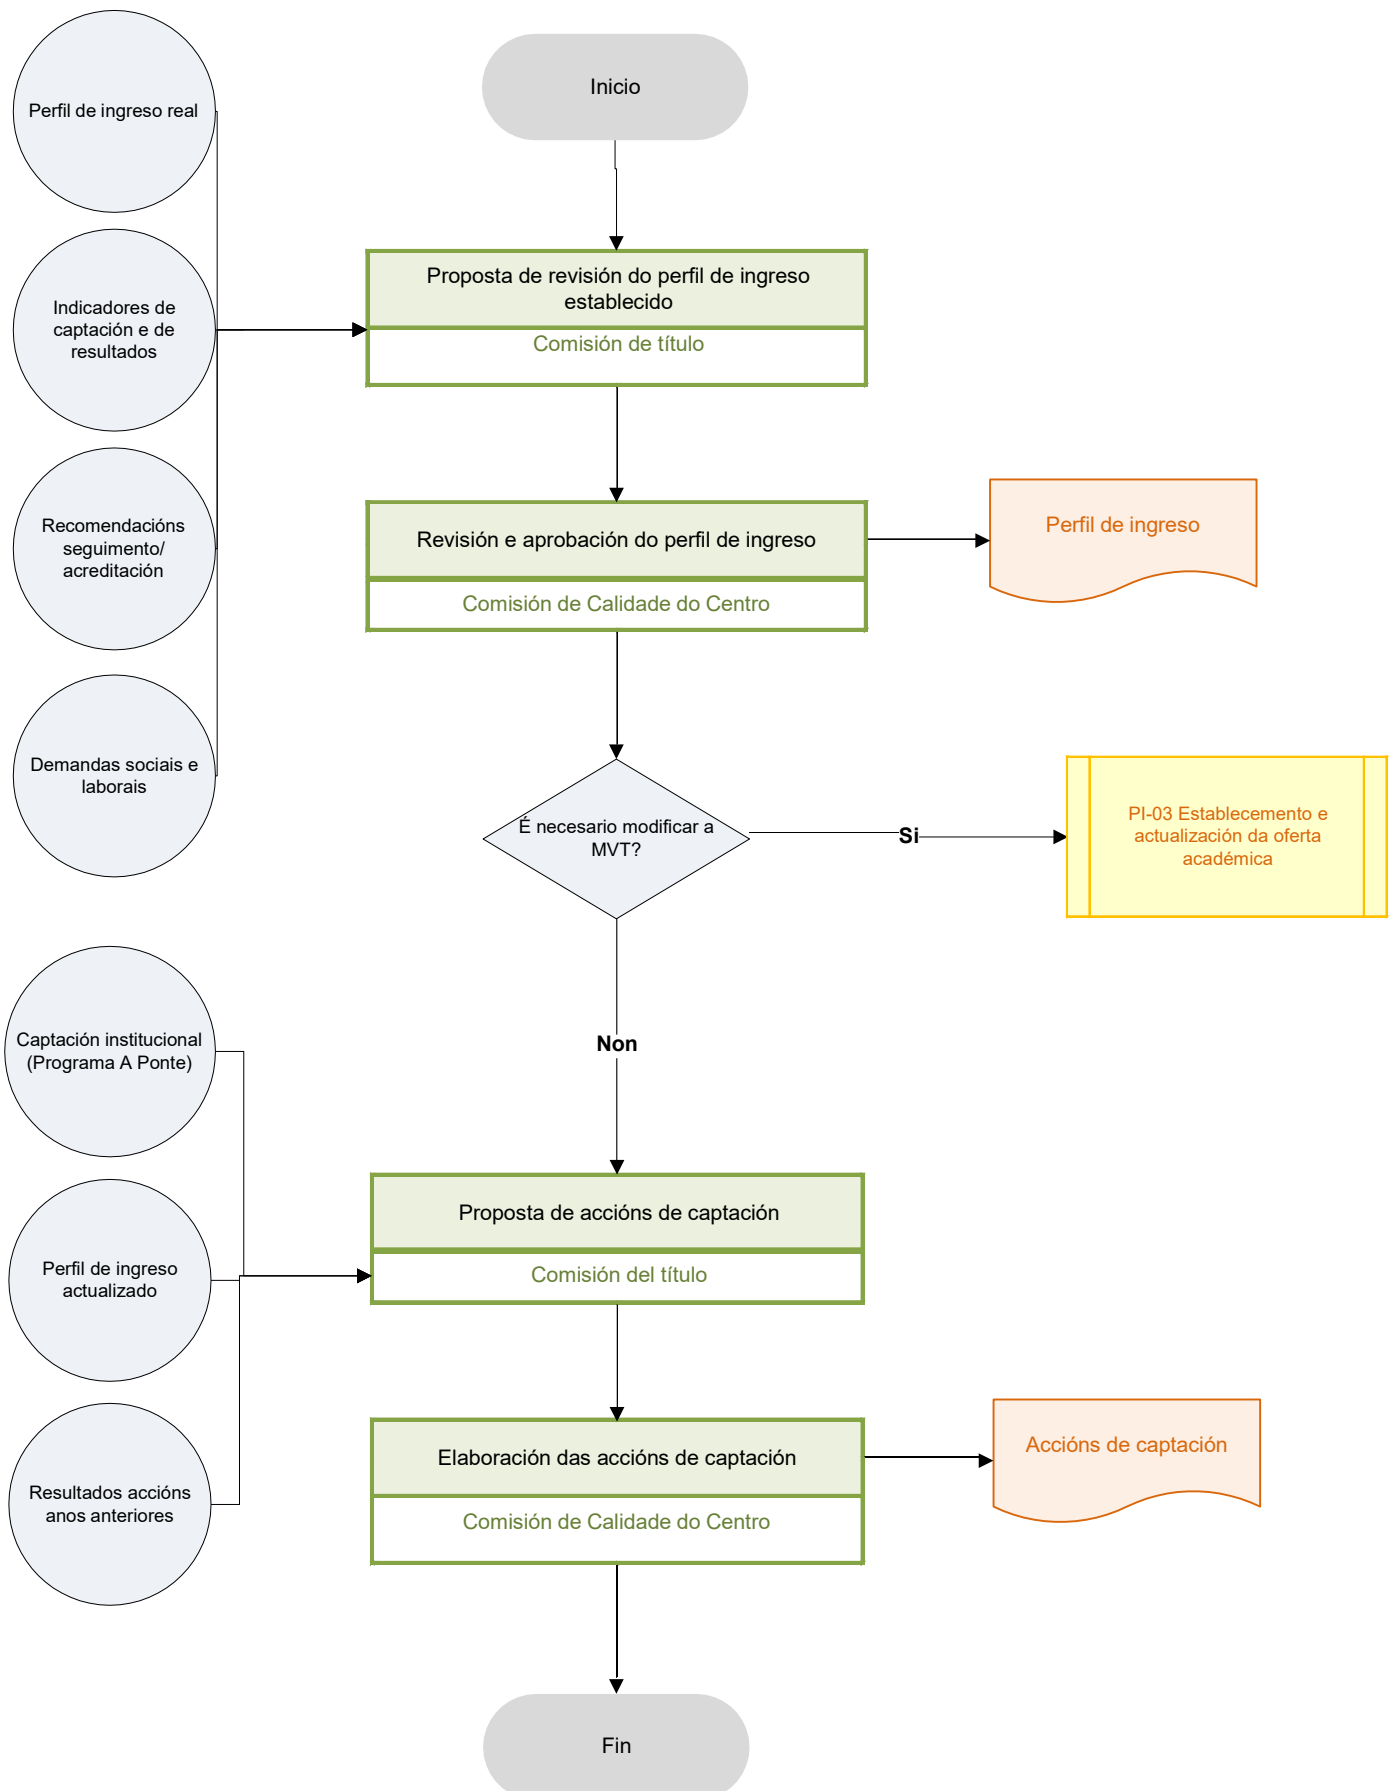 Inicio
Perfil de ingreso real
Proposta de revisión do perfil de ingreso
establecido
Comisión de título
Indicadores de
captación e de
resultados
Recomendacións
seguimento/
acreditación
Revisión e aprobación do perfil de ingreso
Comisión de Calidade do Centro
Perfil de ingreso
Demandas sociais e
laborais
É necesario modificar a
MVT?
Si
PI-03 Establecemento e
actualización da oferta
académica
Non
Captación institucional
(Programa A Ponte)
Perfil de ingreso
actualizado
Proposta de accións de captación
Comisión del título
Resultados accións
anos anteriores
Elaboración das accións de captación
Comisión de Calidade do Centro
Accións de captación
Fin